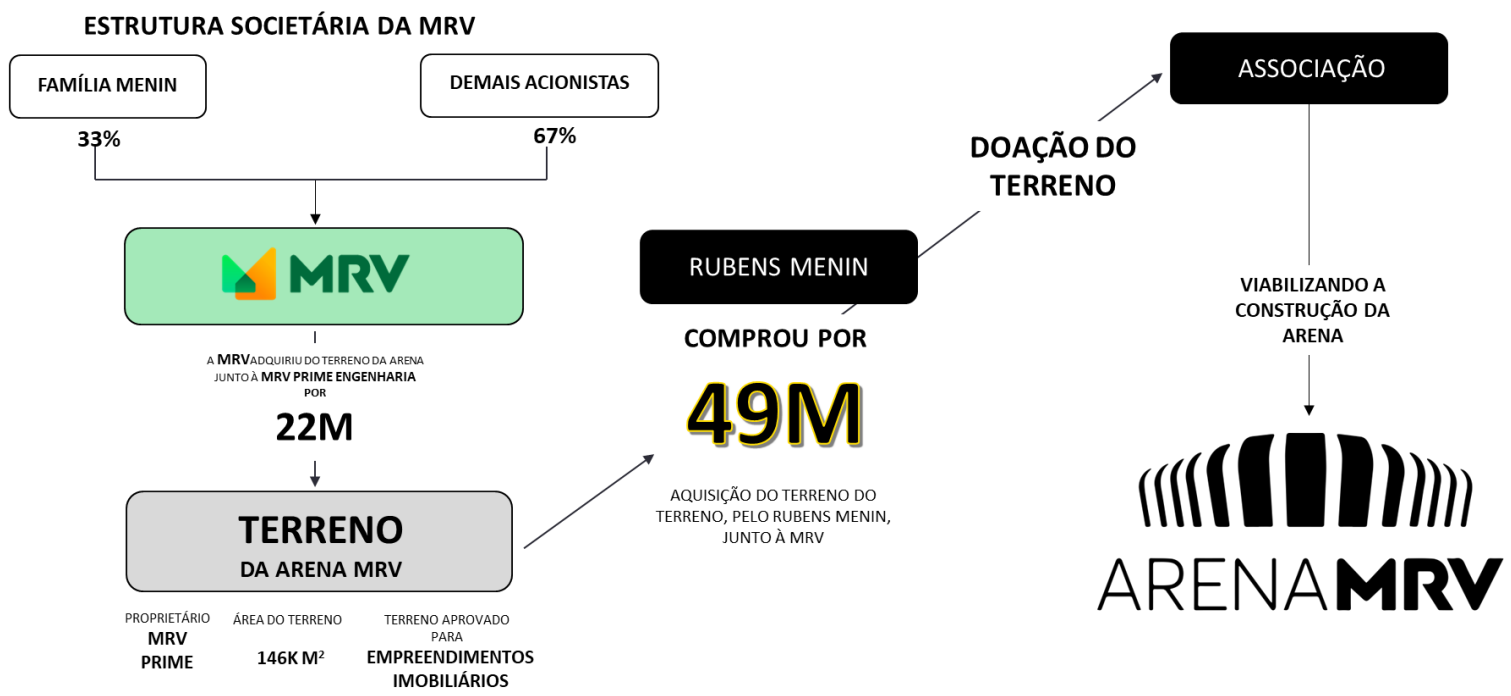 ESTRUTURA SOCIETÁRIA DA MRV
FAMÍLIA MENIN
33%
DEMAIS ACIONISTAS
67%
MRV
A MRV ADQUIRIU DO TERRENO DA ARENA
JUNTO À MRV PRIME ENGENHARIA
POR
22M
TERRENO
DA ARENA MRV
PROPRIETÁRIO
MRV
PRIME
ÁREA DO TERRENO
146K M²
TERRENO APROVADO
PARA
EMPREENDIMENTOS
IMOBILIÁRIOS
RUBENS MENIN
COMPROU POR
49M
AQUISIÇÃO DO TERRENO DO
TERRENO, PELO RUBENS MENIN,
JUNTO À MRV
DOAÇÃO DO
TERRENO
ASSOCIAÇÃO
VIABILIZANDO A
CONSTRUÇÃO DA
ARENA
ARENAMRV